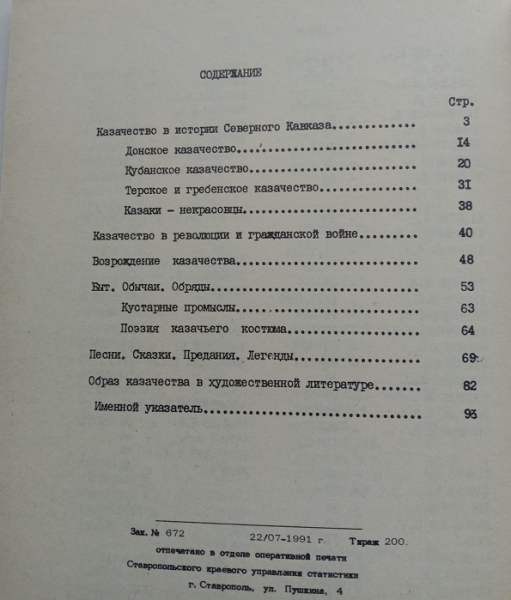 СОДЕРЖАНИЕ
Стр.
Казачество в истории Северного Кавказа............. 3
Донское казачество................... 14
Кубанское казачество................. 20
Терское и гребенское казачество........... 31
Казаки – некрасовцы.................. 38
Казачество в революции и гражданской войне........ 40
Возрождение казачества..................... 48
Быт. Обычаи. Обряды....................... 53
Кустарные промыслы.................... 63
Поэзия казачьего костюма............... 64
Песни. Сказки. Предания. Легенды............... 69
Образ казачества в художественной литературе....... 82
Именной указатель............................ 93
Зак. № 672 22/07-1991 г. Тираж 200.
отпечатано в отделе оперативной печати
Ставропольского краевого управления статистики
г. Ставрополь, ул. Пушкина, 4